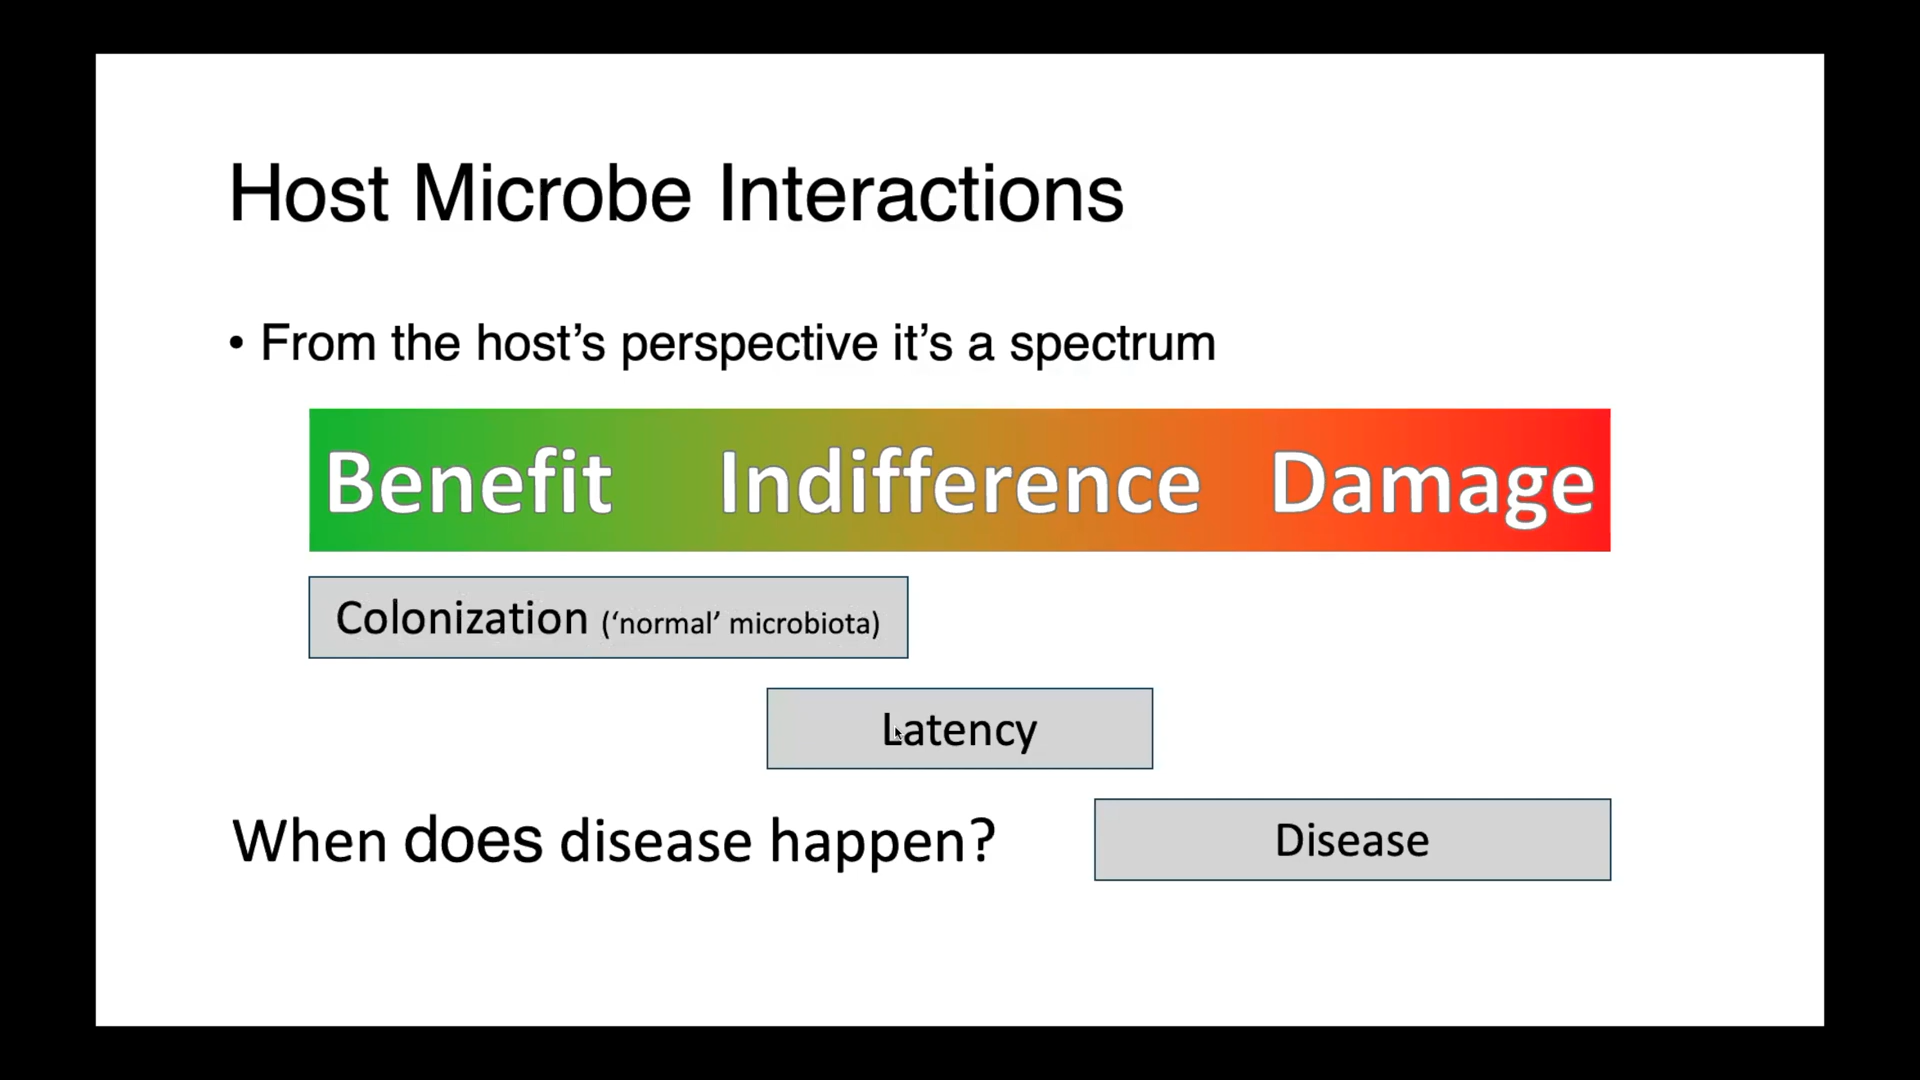 Host Microbe Interactions
• From the host’s perspective it’s a spectrum
Benefit Indifference Damage
Colonization (‘normal’ microbiota)
Latency
When does disease happen?
Disease